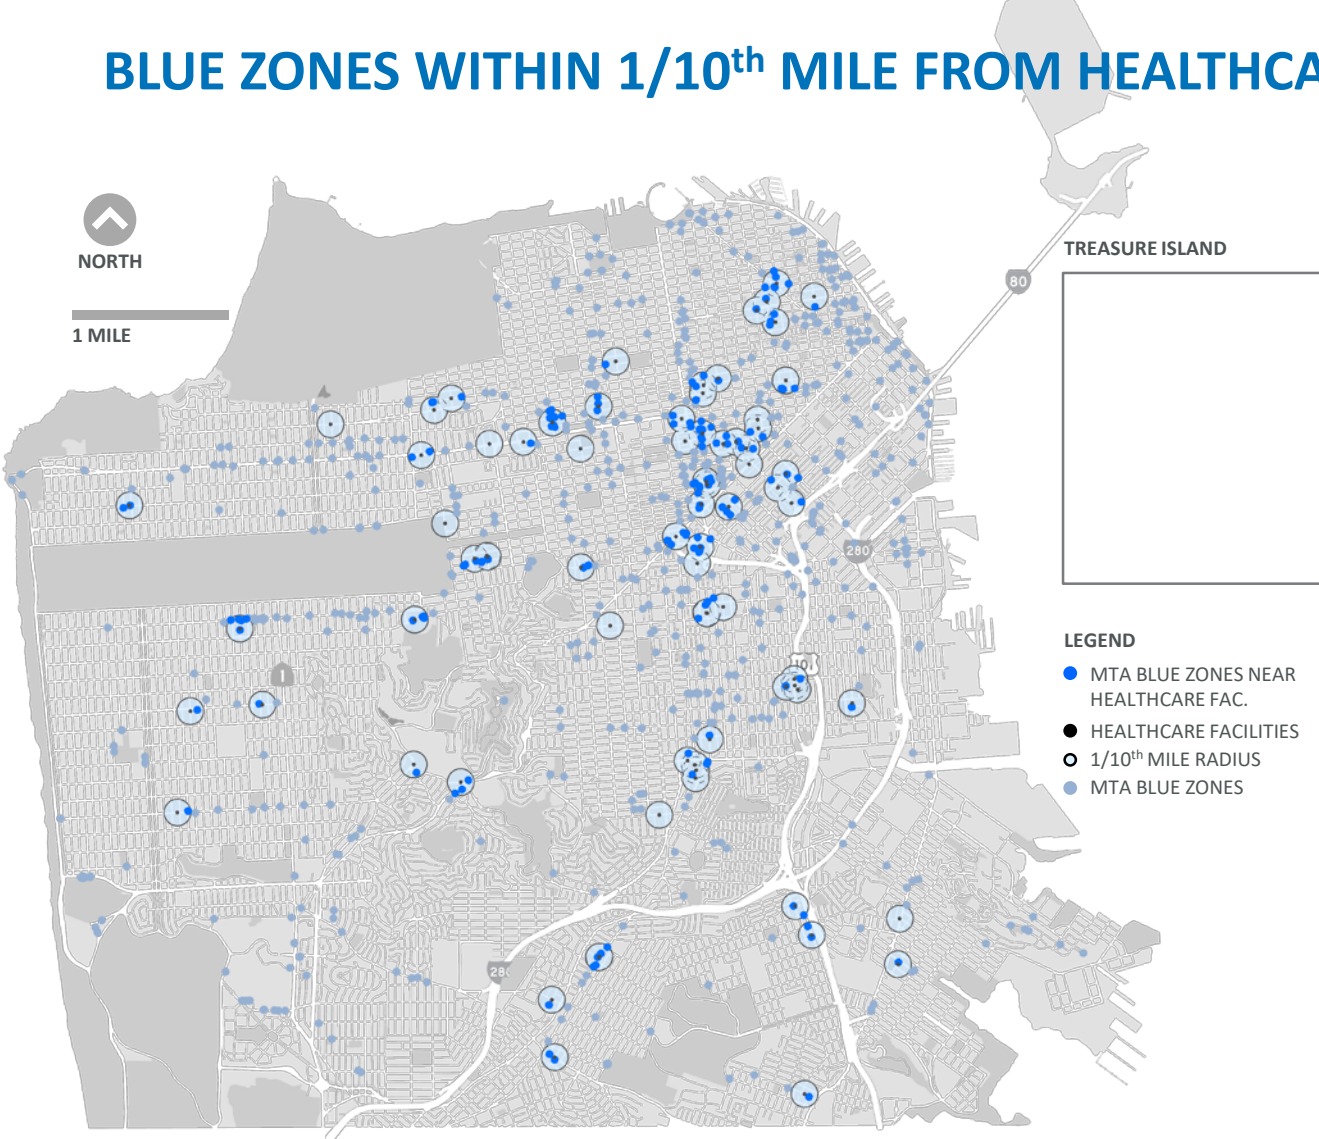 BLUE ZONES WITHIN 1/10th MILE FROM HEALTHCA
NORTH
1 MILE
TREASURE ISLAND
80
280
101
1
280
LEGEND
MTA BLUE ZONES NEAR
HEALTHCARE FAC.
HEALTHCARE FACILITIES
1/10th MILE RADIUS
MTA BLUE ZONES